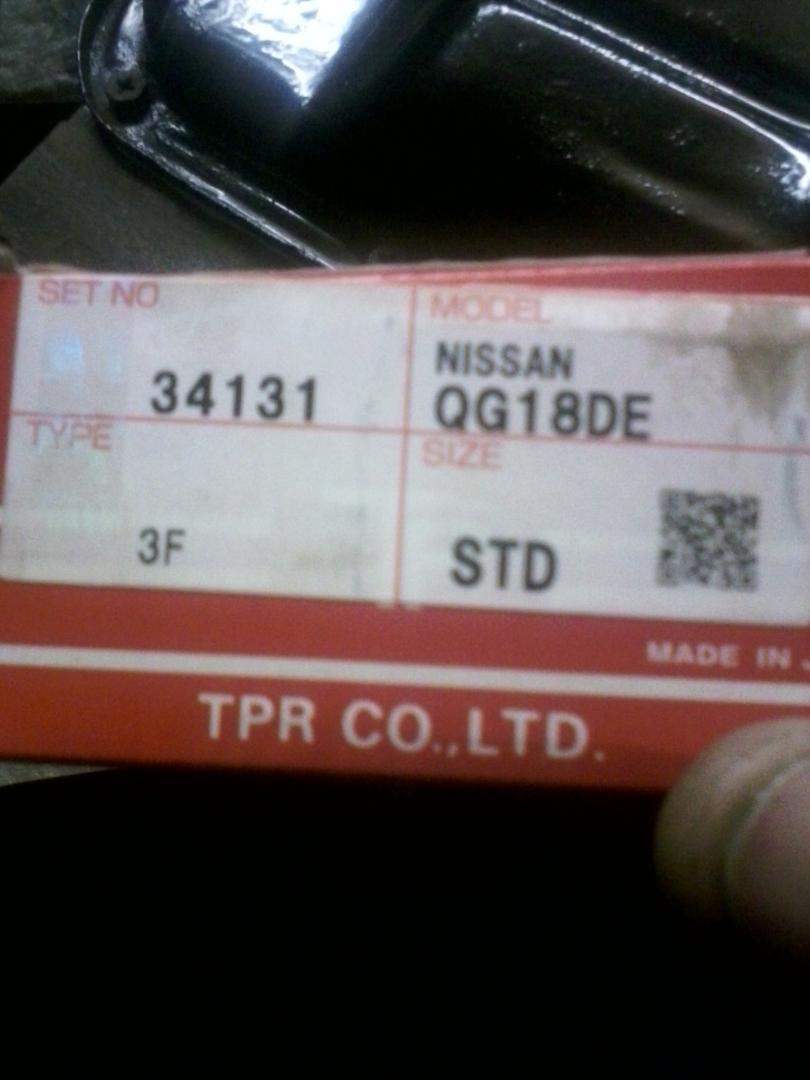 SET NO
34131
MODEL
NISSAN
QG18DE
TYPE
3F
SIZE
STD
MADE IN
TPR CO.,LTD.